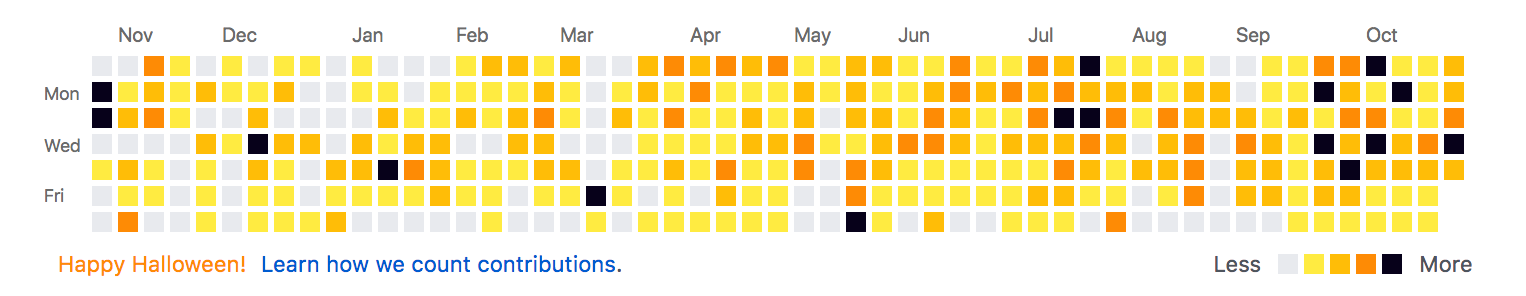 Nov Dec Jan Feb Mar Apr May Jun Jul Aug Sep Oct
Mon
Wed
Fri
Happy Halloween! Learn how we count contributions. Less More